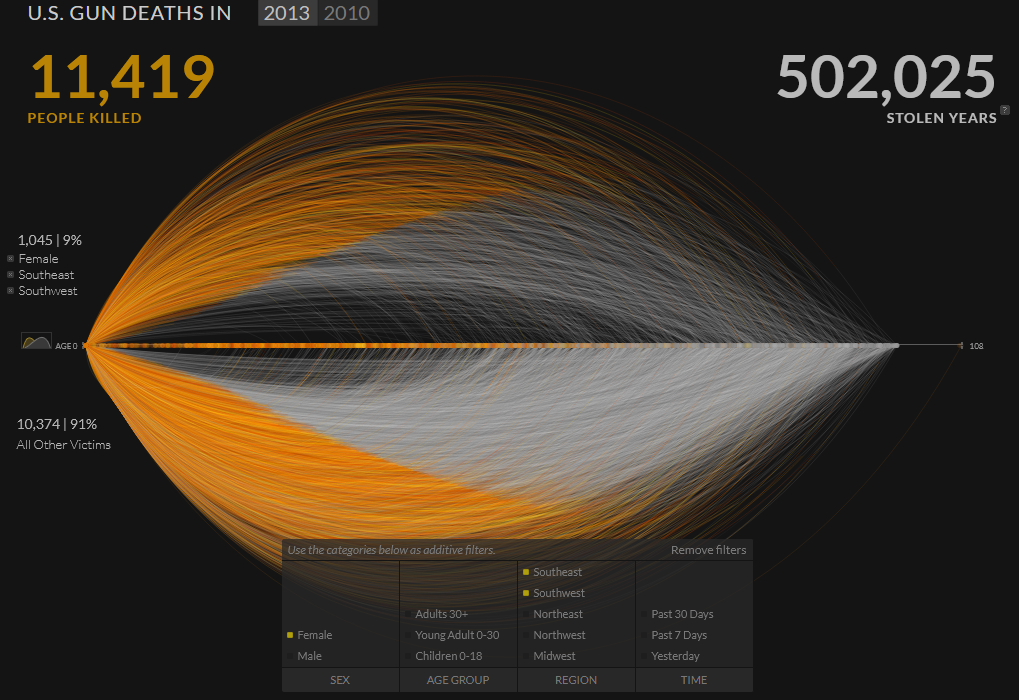 U.S. GUN DEATHS IN 2013 2010
11,419
PEOPLE KILLED
502,025
STOLEN YEARS ?
1,045 | 9%
Female
Southeast
Southwest
AGE 0
108
10,374 | 91%
All Other Victims
Use the categories below as additive filters. Remove filters
Southeast
Southwest
Adults 30+ Northeast Past 30 Days
Female Young Adult 0-30 Northwest Past 7 Days
Male Children 0-18 Midwest Yesterday
SEX AGE GROUP REGION TIME